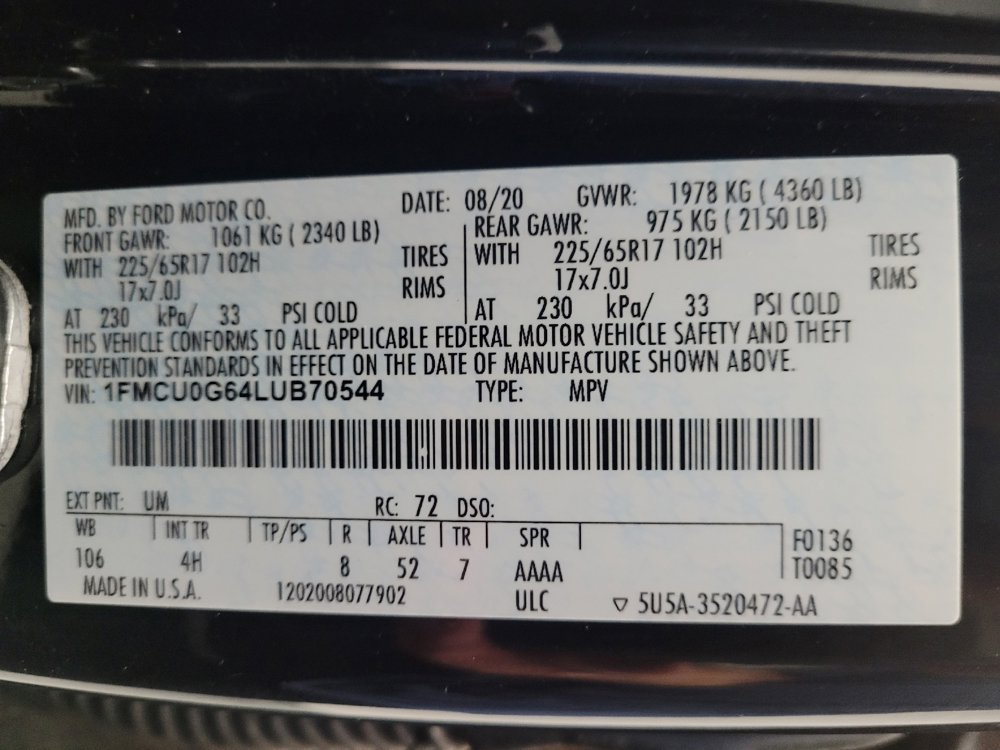 MFD. BY FORD MOTOR CO. DATE: 08/20 GVWR: 1978 KG ( 4360 LB)
FRONT GAWR: 1061 KG ( 2340 LB) REAR GAWR: 975 KG ( 2150 LB)
WITH 225/65R17 102H TIRES WITH 225/65R17 102H TIRES
17x7.0J RIMS 17x7.0J RIMS
AT 230 kPa/ 33 PSI COLD AT 230 kPa/ 33 PSI COLD
THIS VEHICLE CONFORMS TO ALL APPLICABLE FEDERAL MOTOR VEHICLE SAFETY AND THEFT
PREVENTION STANDARDS IN EFFECT ON THE DATE OF MANUFACTURE SHOWN ABOVE.
VIN: 1FMCU0G64LUB70544 TYPE: MPV
EXT PNT: UM RC: 72 DSO:
WB INT TR TP/PS R AXLE TR SPR F0136
106 4H 8 52 7 AAAA T0085
MADE IN U.S.A. 1202008077902 ULC ▽ 5U5A-3520472-AA